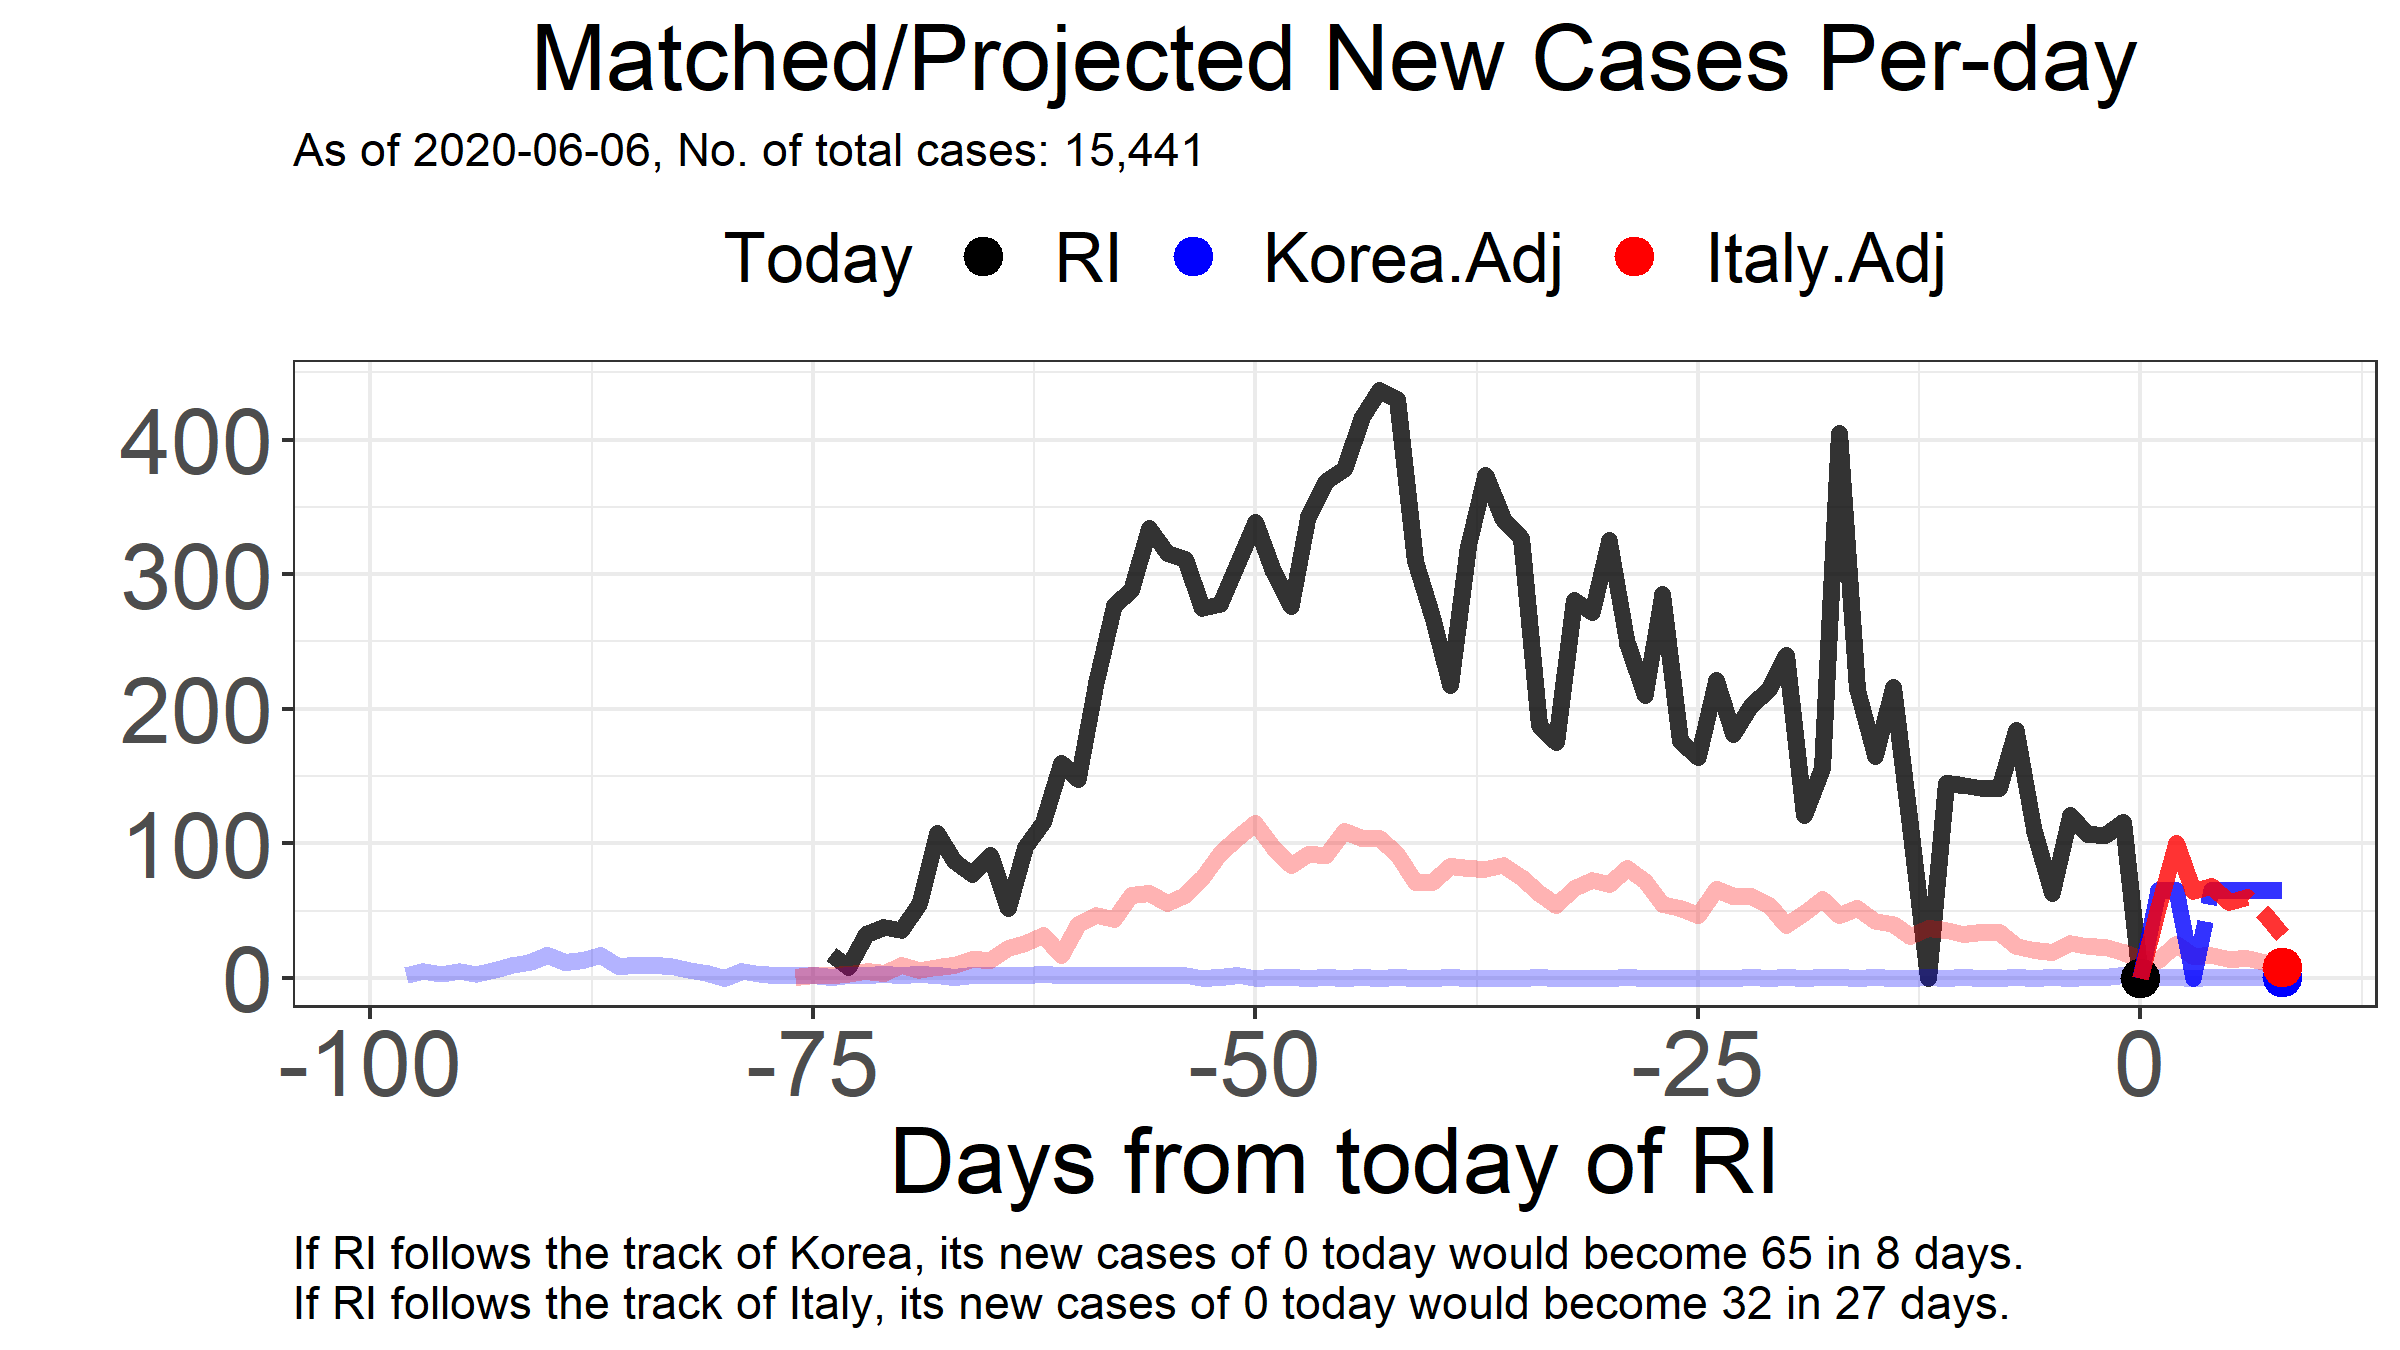 Matched/Projected New Cases Per-day
As of 2020-06-06, No. of total cases: 15,441
Today RI Korea.Adj Italy.Adj
400
300
200
100
0
-100 -75 -50 -25 0
Days from today of RI
If RI follows the track of Korea, its new cases of 0 today would become 65 in 8 days.
If RI follows the track of Italy, its new cases of 0 today would become 32 in 27 days.